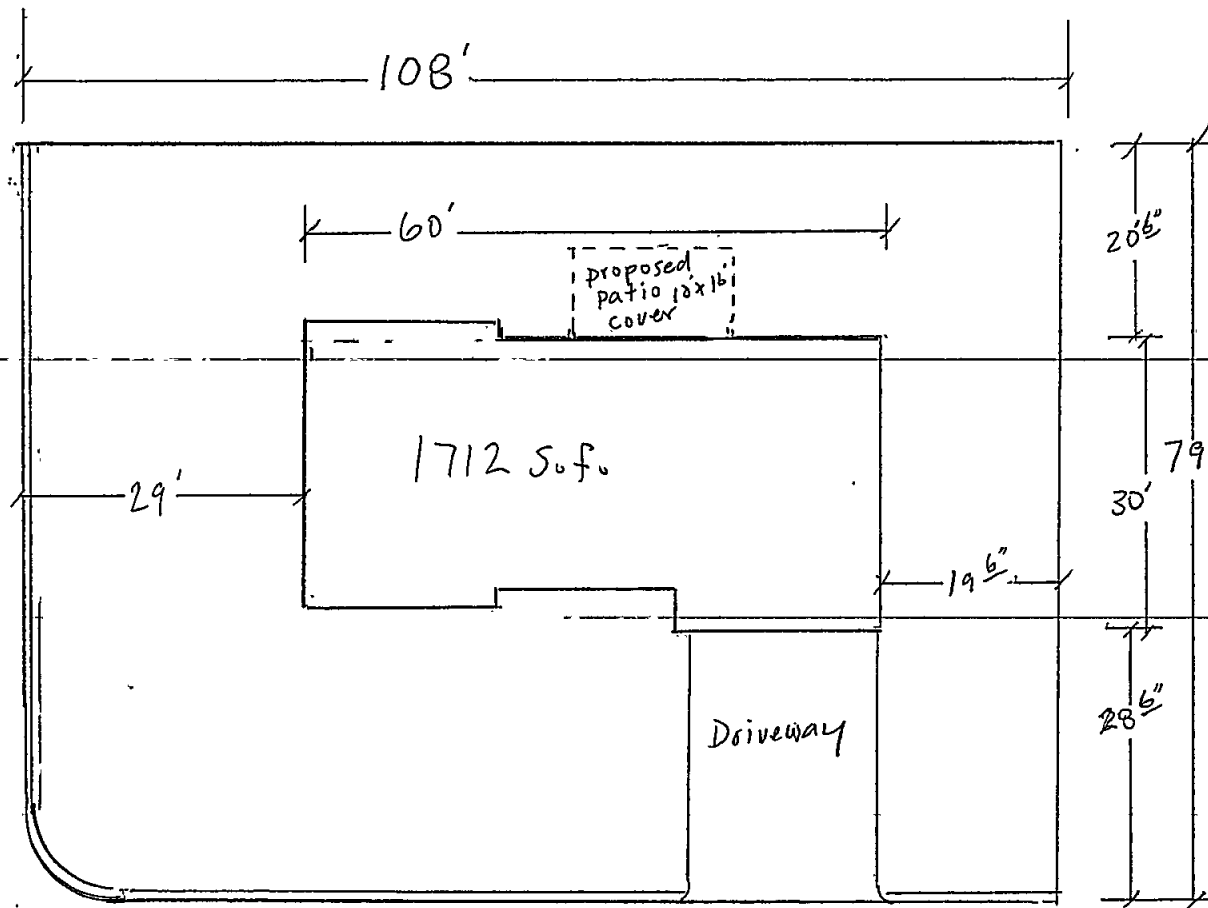 108'
60'
20'6"
proposed
patio 10'x16'
cover
1712 S.f.
79
29'
30'
19 6"
28 6"
Driveway